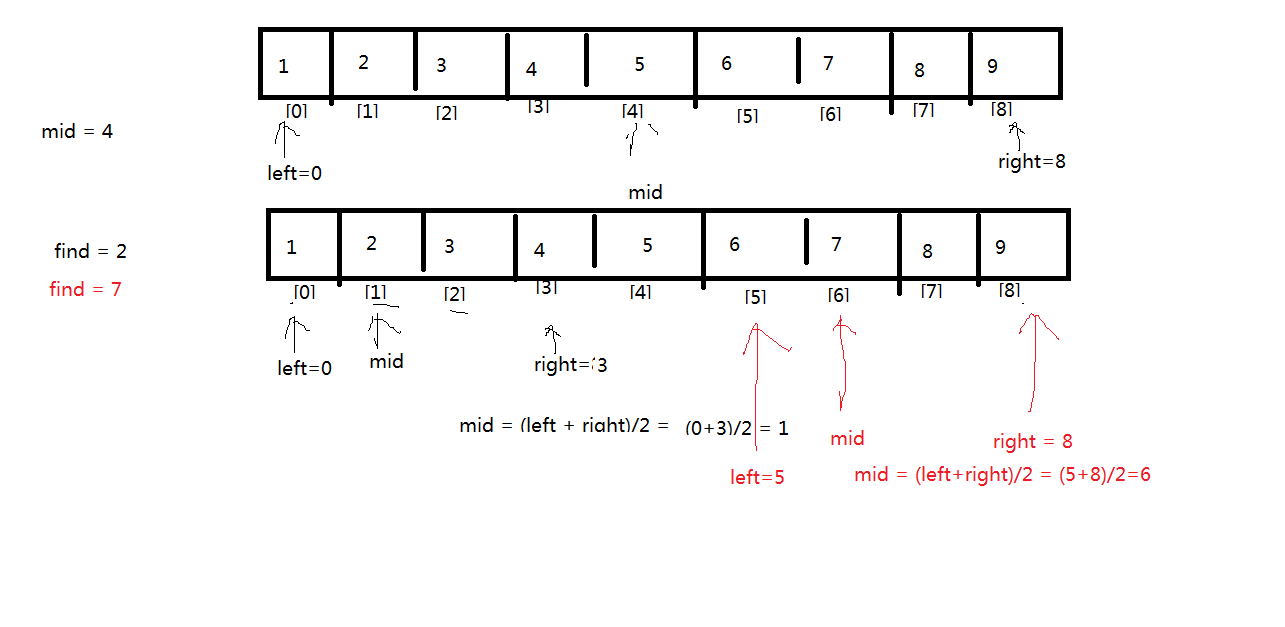 1 2 3 4 5 6 7 8 9
[0] [1] [2] [3] [4] [5] [6] [7] [8]
mid = 4
left=0
right=8
mid
find = 2
find = 7
1 2 3 4 5 6 7 8 9
[0] [1] [2] [3] [4] [5] [6] [7] [8]
left=0
mid
right=3
mid = (left + right)/2 = (0+3)/2 = 1
left=5
mid
right = 8
mid = (left+right)/2 = (5+8)/2=6